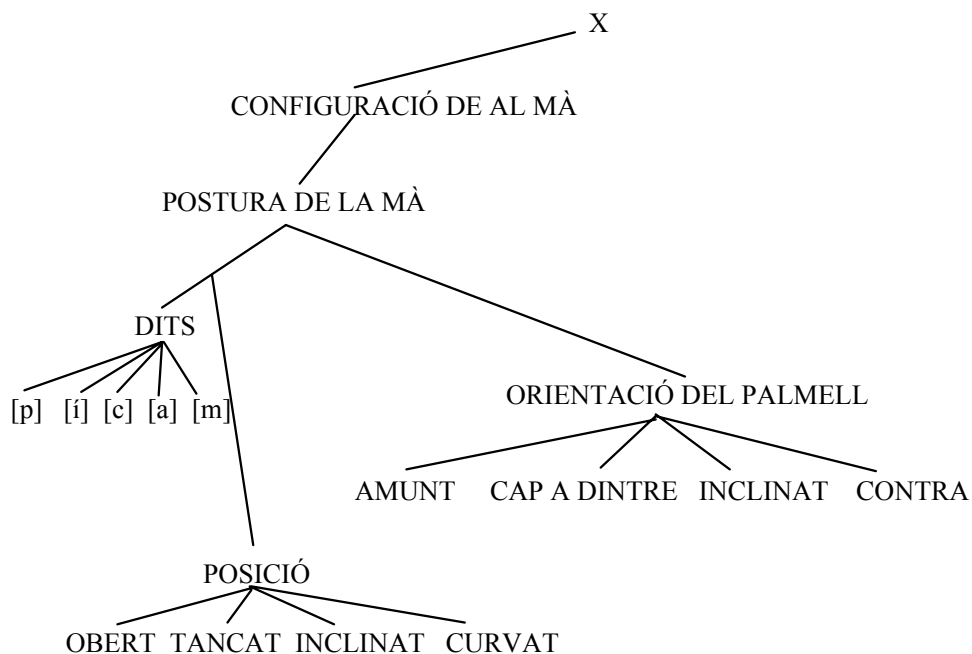 X
CONFIGURACIÓ DE AL MÀ
POSTURA DE LA MÀ
DITS
[p] [í] [c] [a] [m]
ORIENTACIÓ DEL PALMELL
AMUNT CAP A DINTRE INCLINAT CONTRA
POSICIÓ
OBERT TANCAT INCLINAT CURVAT